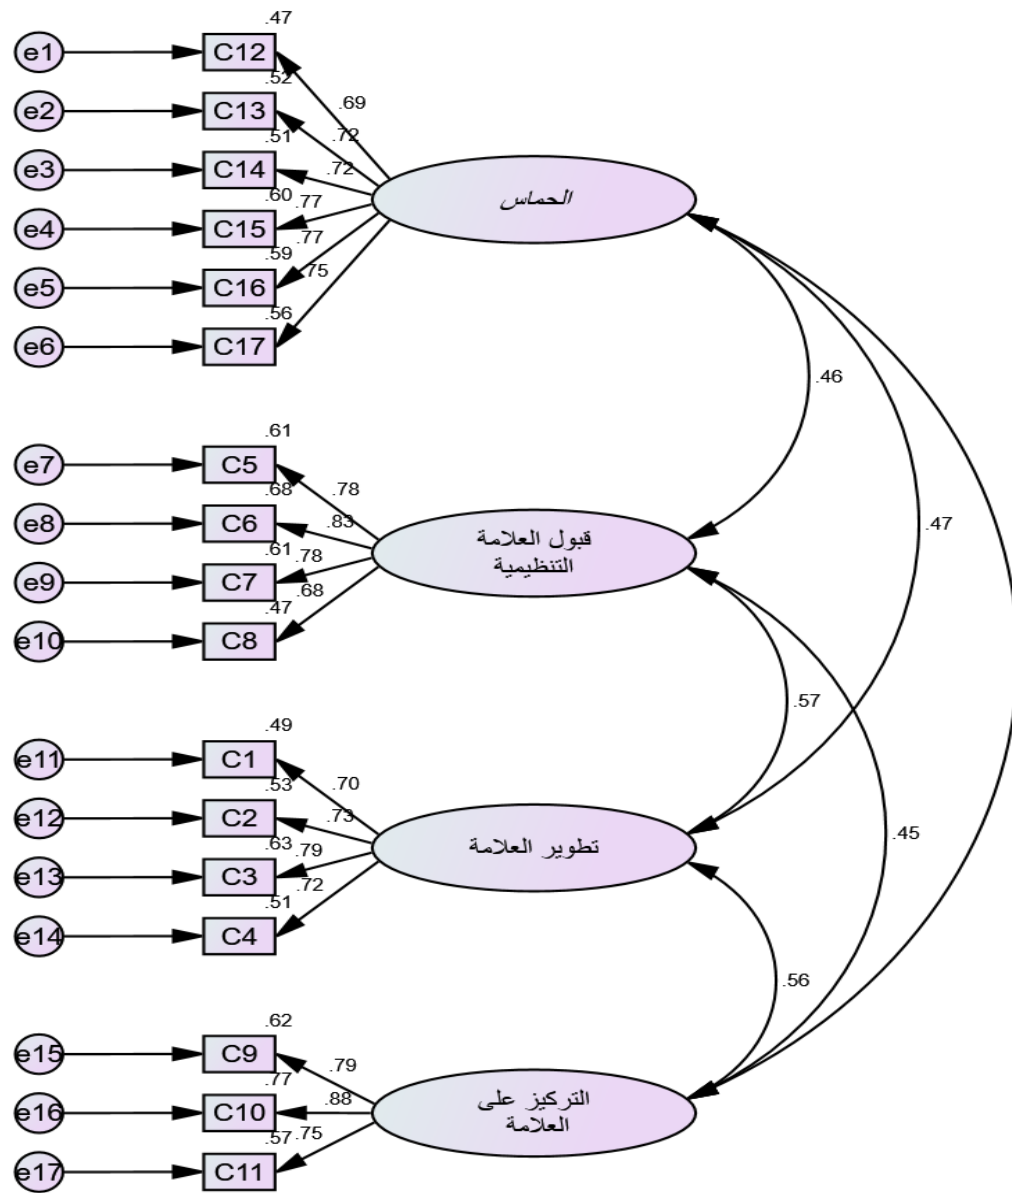 .47
e1 C12
.69
.52
e2 C13
.72
.51
e3 C14
.72
.60 .77
e4 C15
.77
.59 .75
e5 C16
.56
e6 C17
الحماس
.46
.61
e7 C5
.78
.68
e8 C6
.83
.61 .78
e9 C7
.68
.47
e10 C8
قبول العلامة
التنظيمية
.47
.57
.49
e11 C1
.70
.53
e12 C2
.73
.63 .79
e13 C3
.72
.51
e14 C4
تطوير العلامة
.45
.56
.62
e15 C9
.79
.77
e16 C10
.88
.57 .75
e17 C11
التركيز على
العلامة